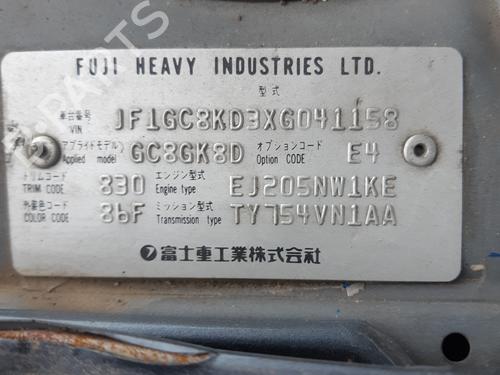 B-PARTS
FUJI HEAVY INDUSTRIES LTD.
型式
車台番号
VIN JF1GC8KD3XG041158
アプライドモデル オプションコード
Applied model GC8GK8D Option Code E4
トリムコード エンジン型式
TRIM CODE 830 Engine type EJ205NW1KE
外装色コード ミッション型式
COLOR CODE 86F Transmission type TY754VN1AA
富士重工業株式会社